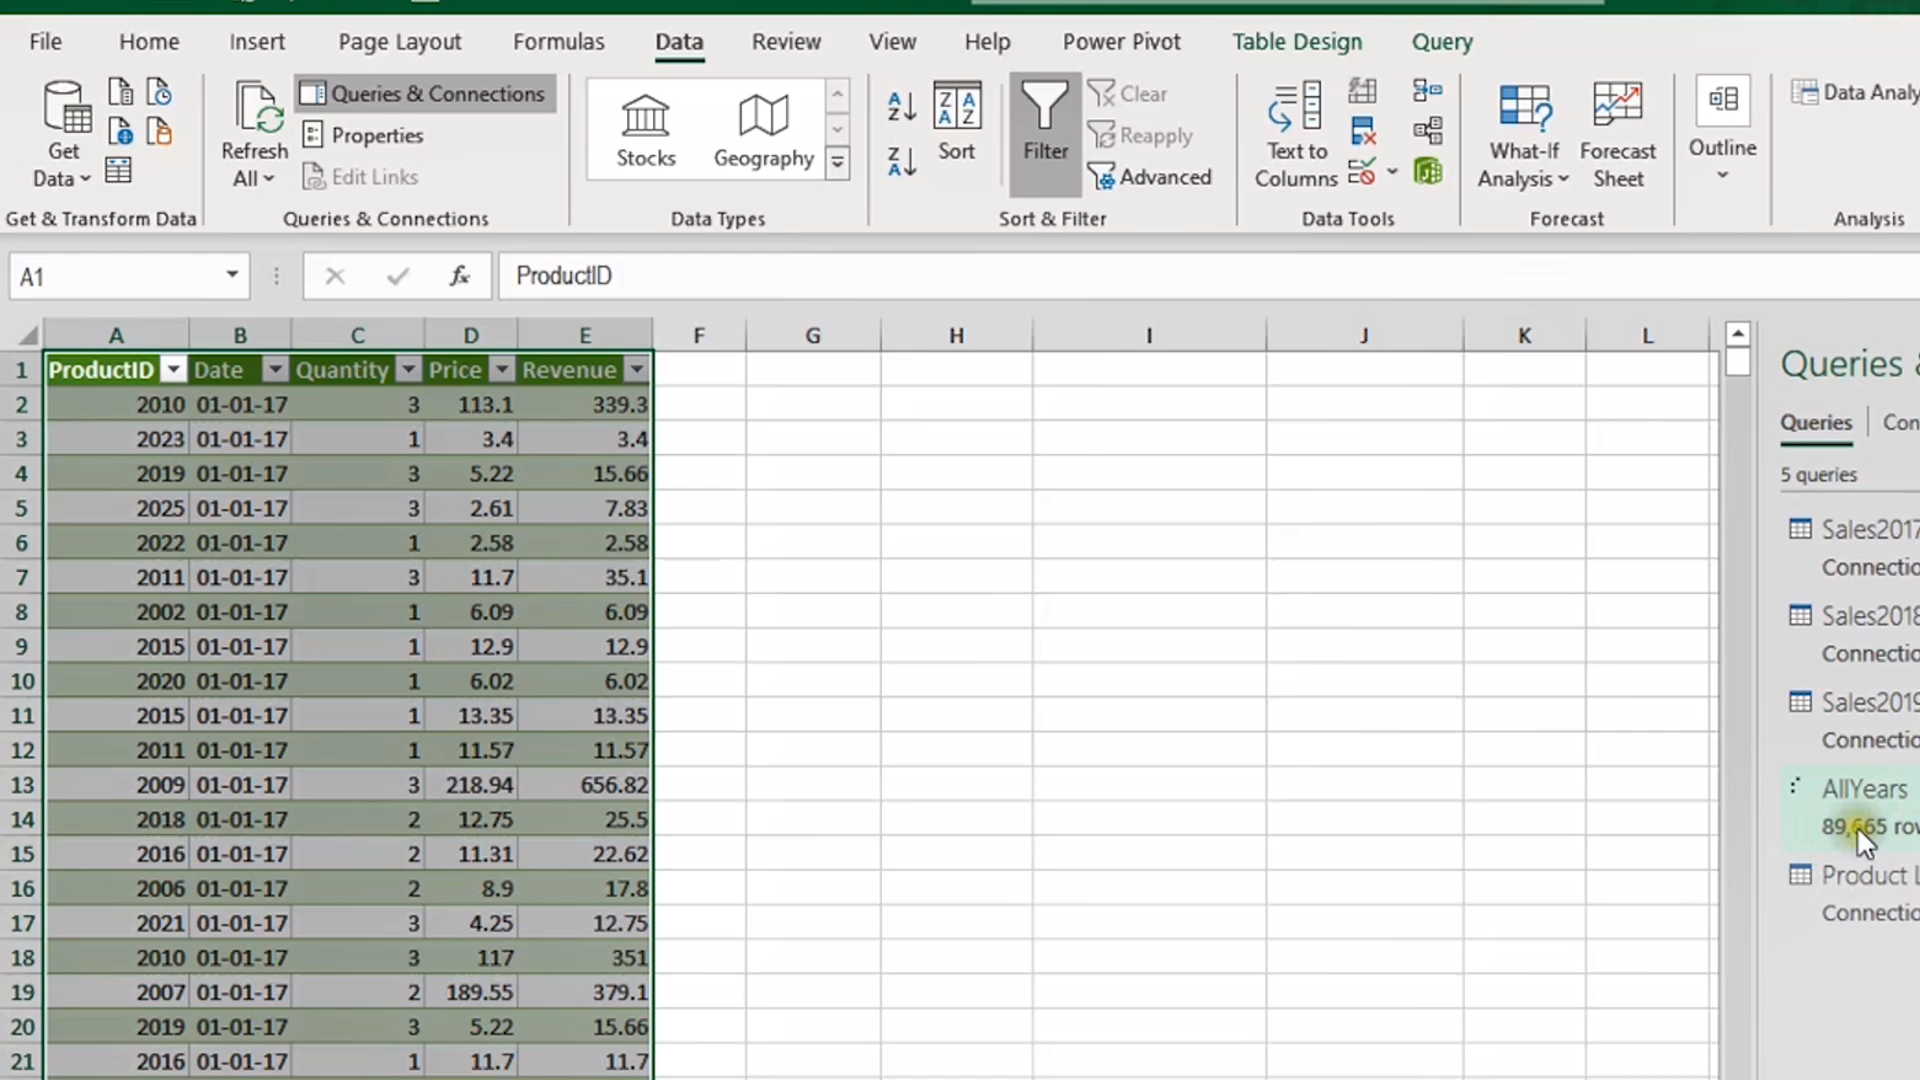 File Home Insert Page Layout Formulas Data Review View Help Power Pivot Table Design Query
Get Data
Refresh All
Queries & Connections
Properties
Edit Links
Stocks
Geography
Sort
Filter
Clear
Reapply
Advanced
Text to Columns
What-If Analysis
Forecast Sheet
Outline
Data Analy
Get & Transform Data Queries & Connections Data Types Sort & Filter Data Tools Forecast Analysis
A1 fx ProductID
A B C D E F G H I J K L
1 ProductID Date Quantity Price Revenue
2 2010 01-01-17 3 113.1 339.3
3 2023 01-01-17 1 3.4 3.4
4 2019 01-01-17 3 5.22 15.66
5 2025 01-01-17 3 2.61 7.83
6 2022 01-01-17 1 2.58 2.58
7 2011 01-01-17 3 11.7 35.1
8 2002 01-01-17 1 6.09 6.09
9 2015 01-01-17 1 12.9 12.9
10 2020 01-01-17 1 6.02 6.02
11 2015 01-01-17 1 13.35 13.35
12 2011 01-01-17 1 11.57 11.57
13 2009 01-01-17 3 218.94 656.82
14 2018 01-01-17 2 12.75 25.5
15 2016 01-01-17 2 11.31 22.62
16 2006 01-01-17 2 8.9 17.8
17 2021 01-01-17 3 4.25 12.75
18 2010 01-01-17 3 117 351
19 2007 01-01-17 2 189.55 379.1
20 2019 01-01-17 3 5.22 15.66
21 2016 01-01-17 1 11.7 11.7
Queries &
Queries Con
5 queries
Sales2017
Connectio
Sales2018
Connectio
Sales2019
Connectio
AllYears
89,665 row
Product L
Connectio